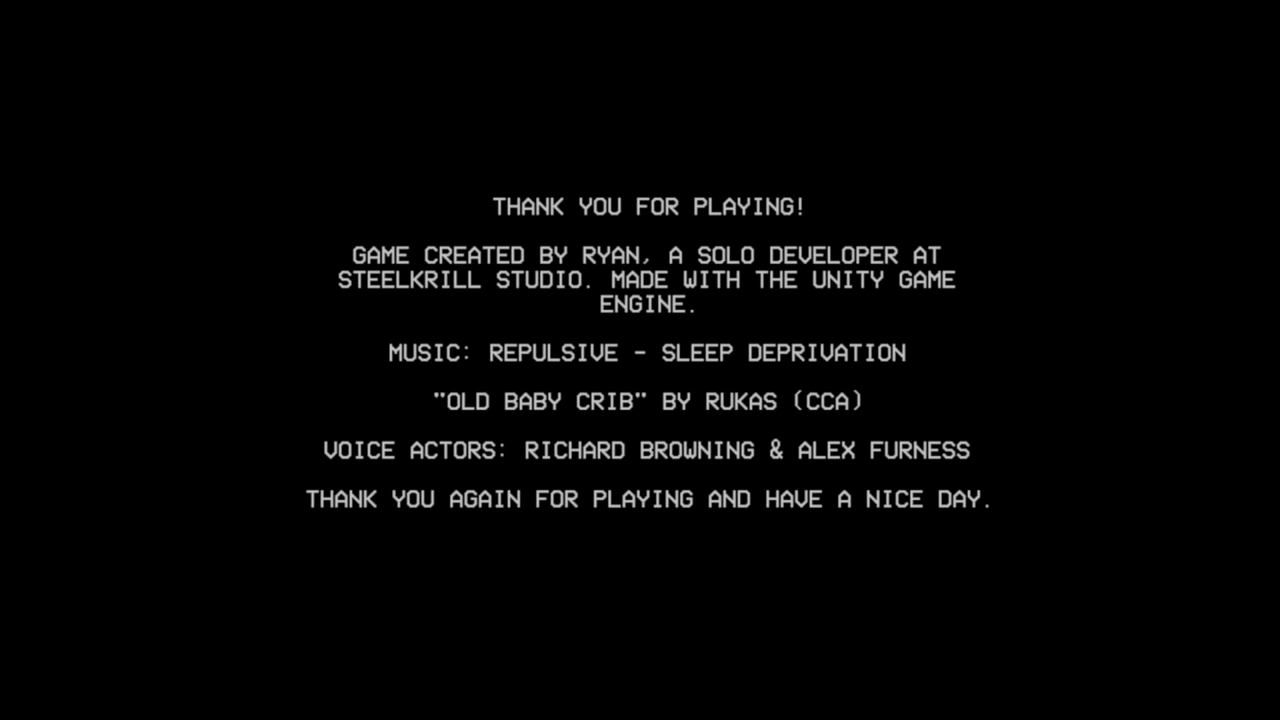 THANK YOU FOR PLAYING!
GAME CREATED BY RYAN, A SOLO DEVELOPER AT
STEELKRILL STUDIO. MADE WITH THE UNITY GAME
ENGINE.
MUSIC: REPULSIVE - SLEEP DEPRIVATION
"OLD BABY CRIB" BY RUKAS (CCA)
VOICE ACTORS: RICHARD BROWNING & ALEX FURNESS
THANK YOU AGAIN FOR PLAYING AND HAVE A NICE DAY.